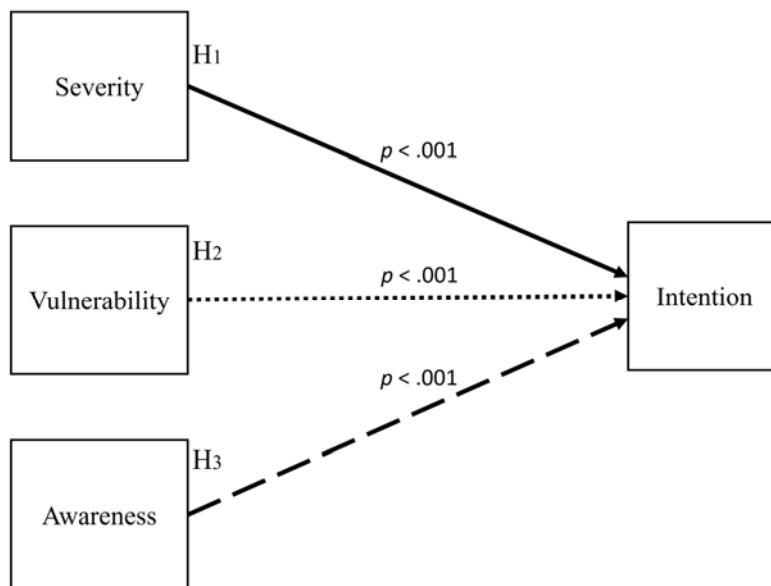 H1
Severity
p < .001
H2
Vulnerability
p < .001
Intention
p < .001
H3
Awareness